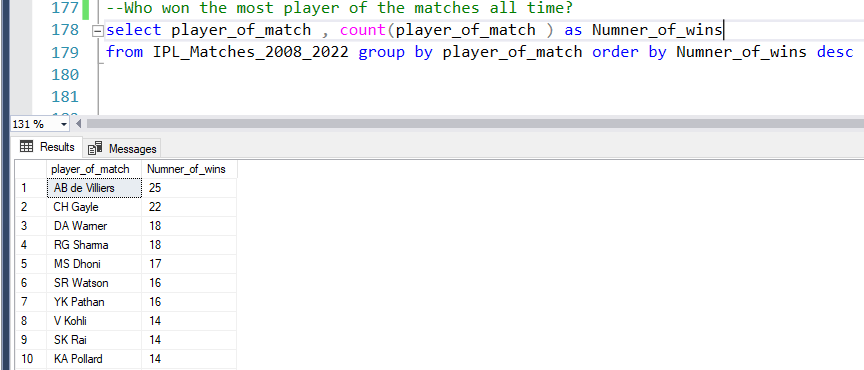 177 --Who won the most player of the matches all time?
178 select player_of_match , count(player_of_match ) as Numner_of_wins
179 from IPL_Matches_2008_2022 group by player_of_match order by Numner_of_wins desc
180
181
131 %
Results Messages
player_of_match Numner_of_wins
1 AB de Villiers 25
2 CH Gayle 22
3 DA Warner 18
4 RG Sharma 18
5 MS Dhoni 17
6 SR Watson 16
7 YK Pathan 16
8 V Kohli 14
9 SK Rai 14
10 KA Pollard 14